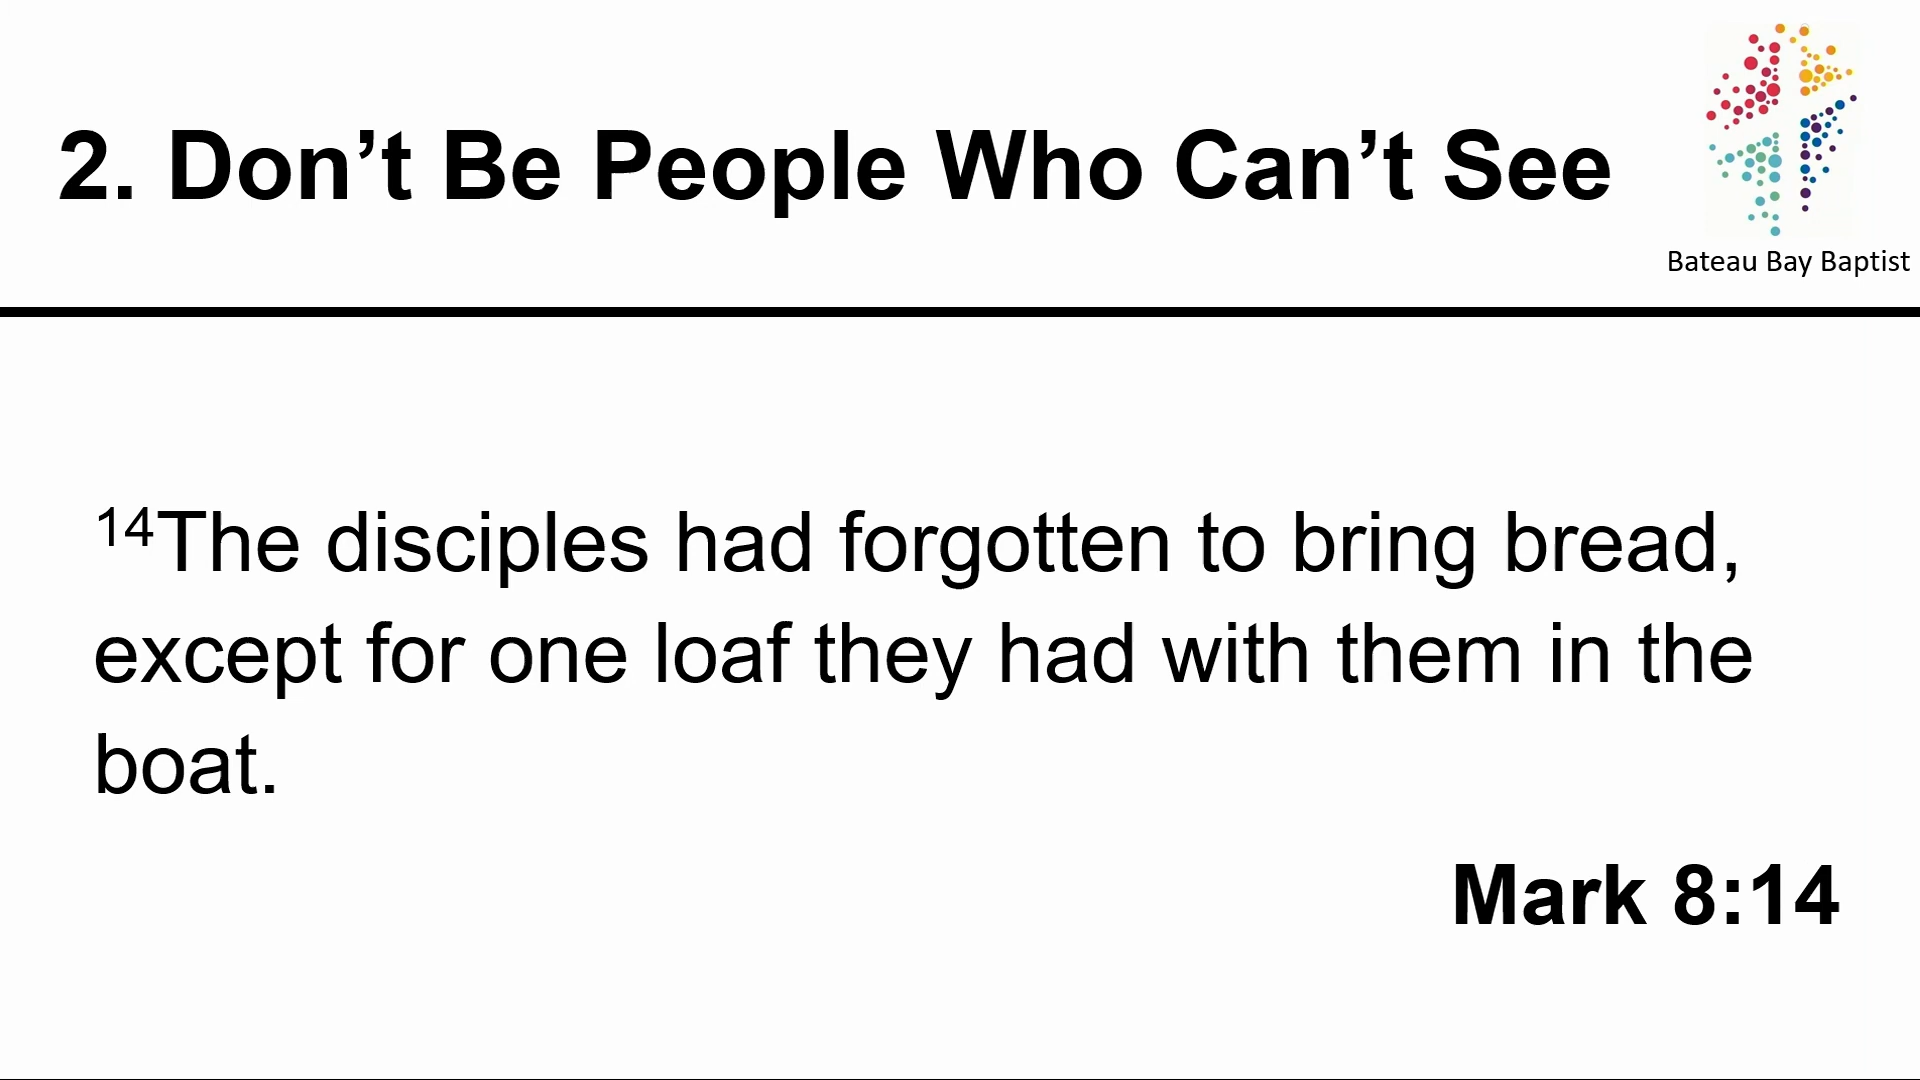 2. Don’t Be People Who Can’t See
Bateau Bay Baptist
14The disciples had forgotten to bring bread,
except for one loaf they had with them in the
boat.
Mark 8:14